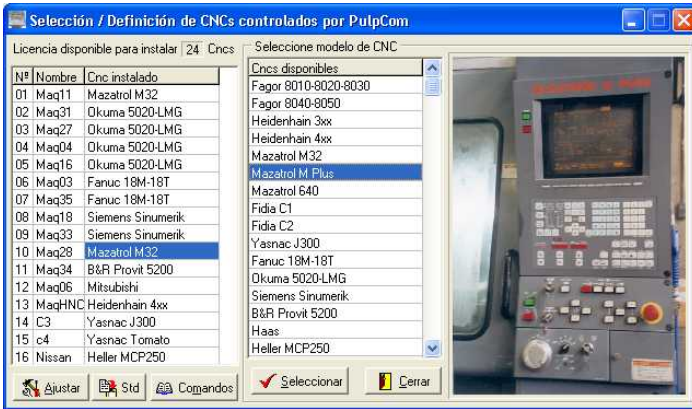 Selección / Definición de CNCs controlados por PulpCom
Licencia disponible para instalar 24 Cncs
Nº Nombre Cnc instalado
01 Maq11 Mazatrol M32
02 Maq31 Okuma 5020-LMG
03 Maq27 Okuma 5020-LMG
04 Maq04 Okuma 5020-LMG
05 Maq16 Okuma 5020-LMG
06 Maq03 Fanuc 18M-18T
07 Maq35 Fanuc 18M-18T
08 Maq18 Siemens Sinumerik
09 Maq33 Siemens Sinumerik
10 Maq28 Mazatrol M32
11 Maq34 B&R Provit 5200
12 Maq06 Mitsubishi
13 MaqHNC Heidenhain 4xx
14 C3 Yasnac J300
15 c4 Yasnac Tomato
16 Nissan Heller MCP250
Ajustar Std Comandos
Seleccione modelo de CNC
Cncs disponibles
Fagor 8010-8020-8030
Fagor 8040-8050
Heidenhain 3xx
Heidenhain 4xx
Mazatrol M32
Mazatrol M Plus
Mazatrol 640
Fidia C1
Fidia C2
Yasnac J300
Fanuc 18M-18T
Okuma 5020-LMG
Siemens Sinumerik
B&R Provit 5200
Haas
Heller MCP250
Seleccionar Cerrar